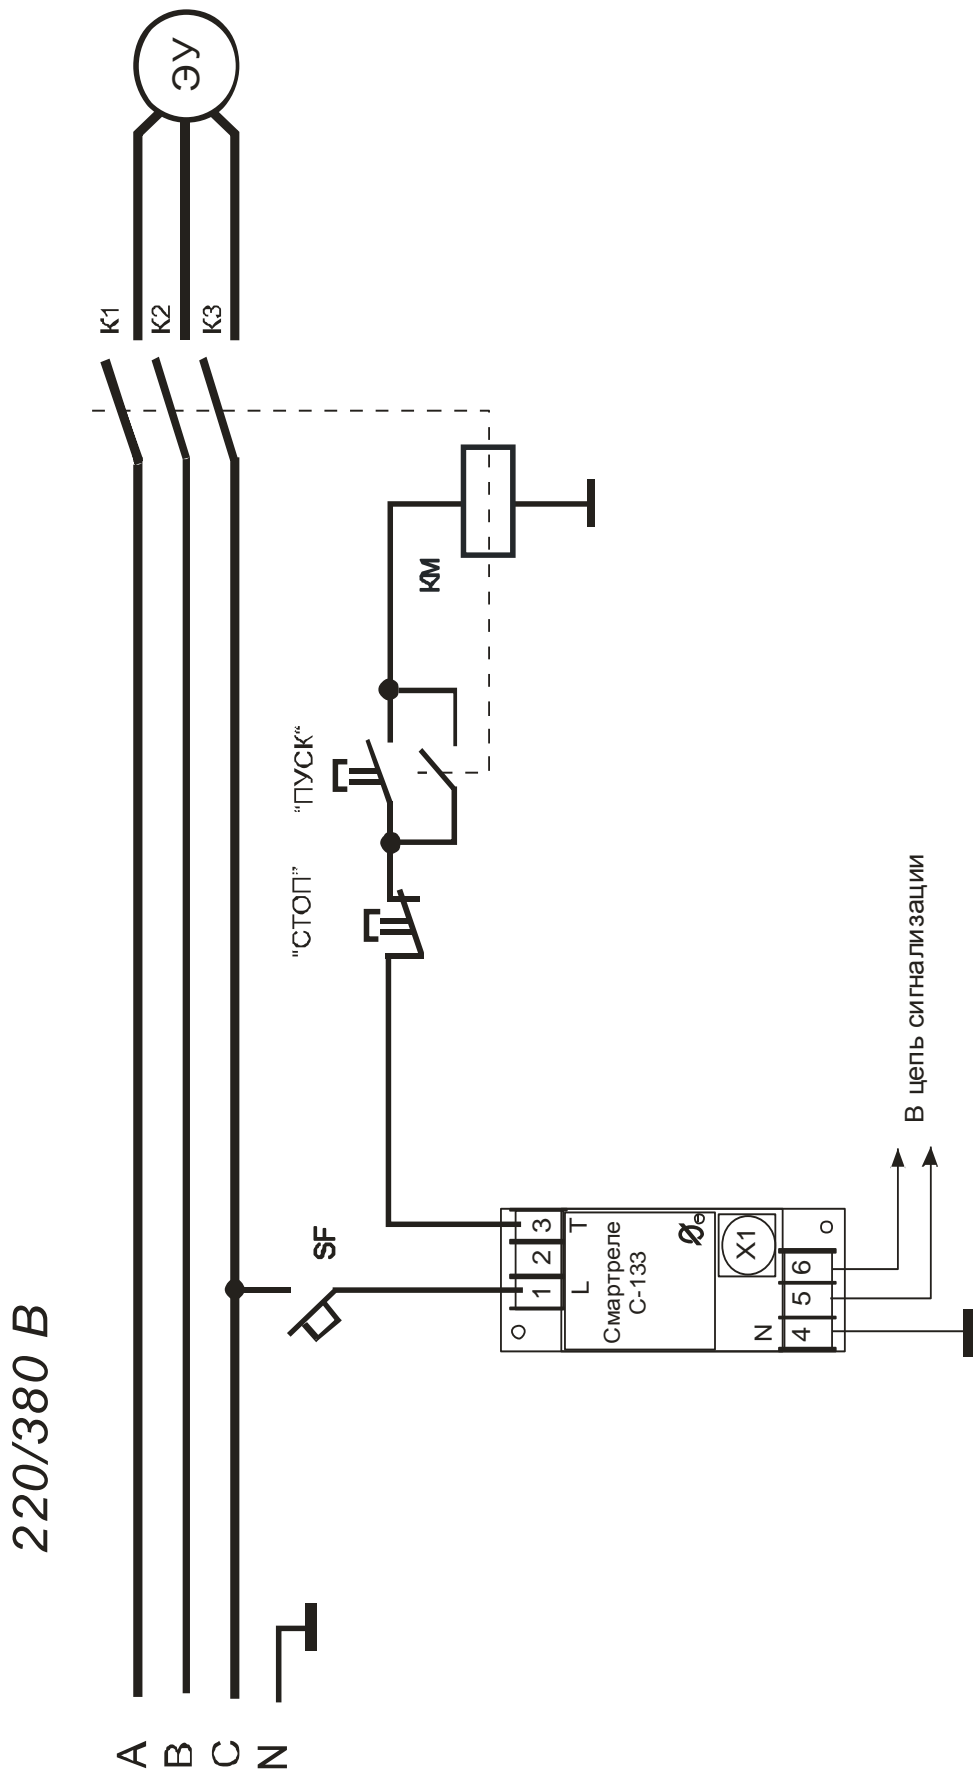 220/380 В
А
В
С
N
К1
К2
К3
ЭУ
SF
"СТОП"
"ПУСК"
КМ
1
2
3
L
T
Смартреле
С-133
Ø
X1
N
4
5
6
В цепь сигнализации